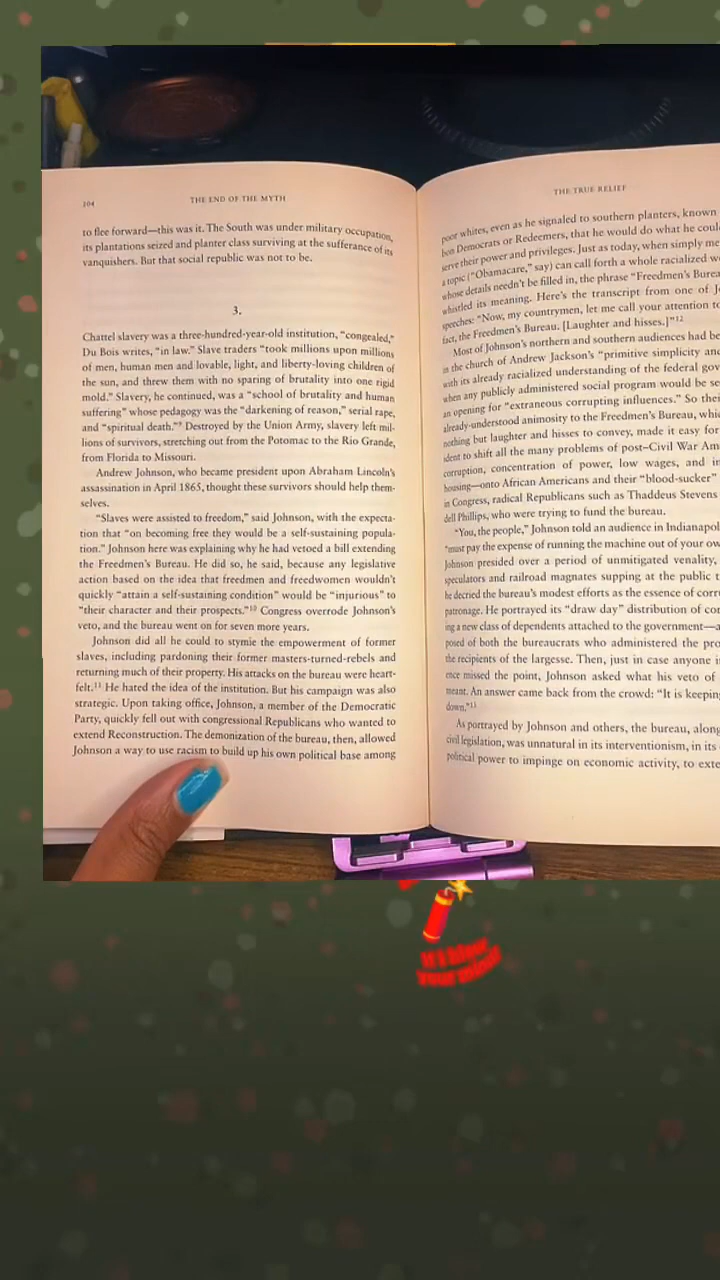 104
THE END OF THE MYTH
to flee forward—this was it. The South was under military occupation,
its plantations seized and planter class surviving at the sufferance of its
vanquishers. But that social republic was not to be.
3.
Chattel slavery was a three-hundred-year-old institution, “congealed,”
Du Bois writes, “in law.” Slave traders “took millions upon millions
of men, human men and lovable, light, and liberty-loving children of
the sun, and threw them with no sparing of brutality into one rigid
mold.” Slavery, he continued, was a “school of brutality and human
suffering” whose pedagogy was the “darkening of reason,” serial rape,
and “spiritual death.”⁹ Destroyed by the Union Army, slavery left mil-
lions of survivors, stretching out from the Potomac to the Rio Grande,
from Florida to Missouri.
Andrew Johnson, who became president upon Abraham Lincoln’s
assassination in April 1865, thought these survivors should help them-
selves.
“Slaves were assisted to freedom,” said Johnson, with the expecta-
tion that “on becoming free they would be a self-sustaining popula-
tion.” Johnson here was explaining why he had vetoed a bill extending
the Freedmen’s Bureau. He did so, he said, because any legislative
action based on the idea that freedmen and freedwomen wouldn’t
quickly “attain a self-sustaining condition” would be “injurious” to
“their character and their prospects.”¹⁰ Congress overrode Johnson’s
veto, and the bureau went on for seven more years.
Johnson did all he could to stymie the empowerment of former
slaves, including pardoning their former masters-turned-rebels and
returning much of their property. His attacks on the bureau were heart-
felt.¹¹ He hated the idea of the institution. But his campaign was also
strategic. Upon taking office, Johnson, a member of the Democratic
Party, quickly fell out with congressional Republicans who wanted to
extend Reconstruction. The demonization of the bureau, then, allowed
Johnson a way to use racism to build up his own political base among
THE TRUE RELIEF
poor whites, even as he signaled to southern planters, known
bon Democrats or Redeemers, that he would do what he coul
serve their power and privileges. Just as today, when simply me
a topic (“Obamacare,” say) can call forth a whole racialized w
whose details needn’t be filled in, the phrase “Freedmen’s Burea
whistled its meaning. Here’s the transcript from one of J
speeches: “Now, my countrymen, let me call your attention to
fact, the Freedmen’s Bureau. [Laughter and hisses.]”¹²
Most of Johnson’s northern and southern audiences had be
in the church of Andrew Jackson’s “primitive simplicity and
with its already racialized understanding of the federal gov
when any publicly administered social program would be se
an opening for “extraneous corrupting influences.” So thei
already-understood animosity to the Freedmen’s Bureau, whic
nothing but laughter and hisses to convey, made it easy for
ident to shift all the many problems of post–Civil War Am
corruption, concentration of power, low wages, and in
housing—onto African Americans and their “blood-sucker”
in Congress, radical Republicans such as Thaddeus Stevens
dell Phillips, who were trying to fund the bureau.
“You, the people,” Johnson told an audience in Indianapol
“must pay the expense of running the machine out of your ow
Johnson presided over a period of unmitigated venality,
speculators and railroad magnates supping at the public t
he decried the bureau’s modest efforts as the essence of corr
patronage. He portrayed its “draw day” distribution of cor
ing a new class of dependents attached to the government—a
posed of both the bureaucrats who administered the pro
the recipients of the largesse. Then, just in case anyone i
ence missed the point, Johnson asked what his veto of
meant. An answer came back from the crowd: “It is keepin
down.”¹³
As portrayed by Johnson and others, the bureau, along
civil legislation, was unnatural in its interventionism, in its
political power to impinge on economic activity, to exte
your mind